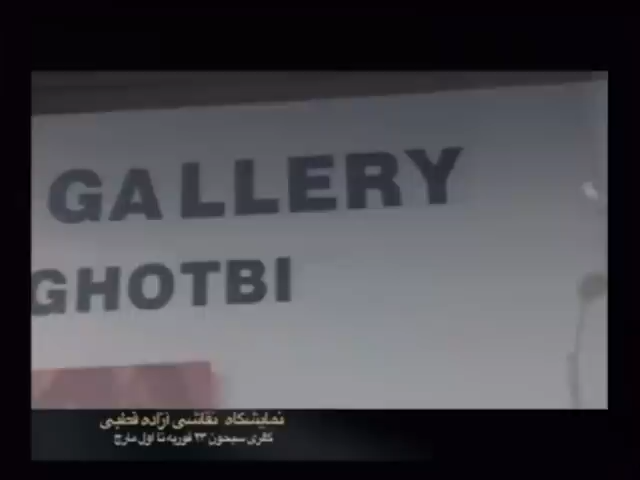 GALLERY
GHOTBI
نمایشگاه نقاشی آزاده قطبی
گالری سیحون ۲۳ فوریه تا اول مارچ